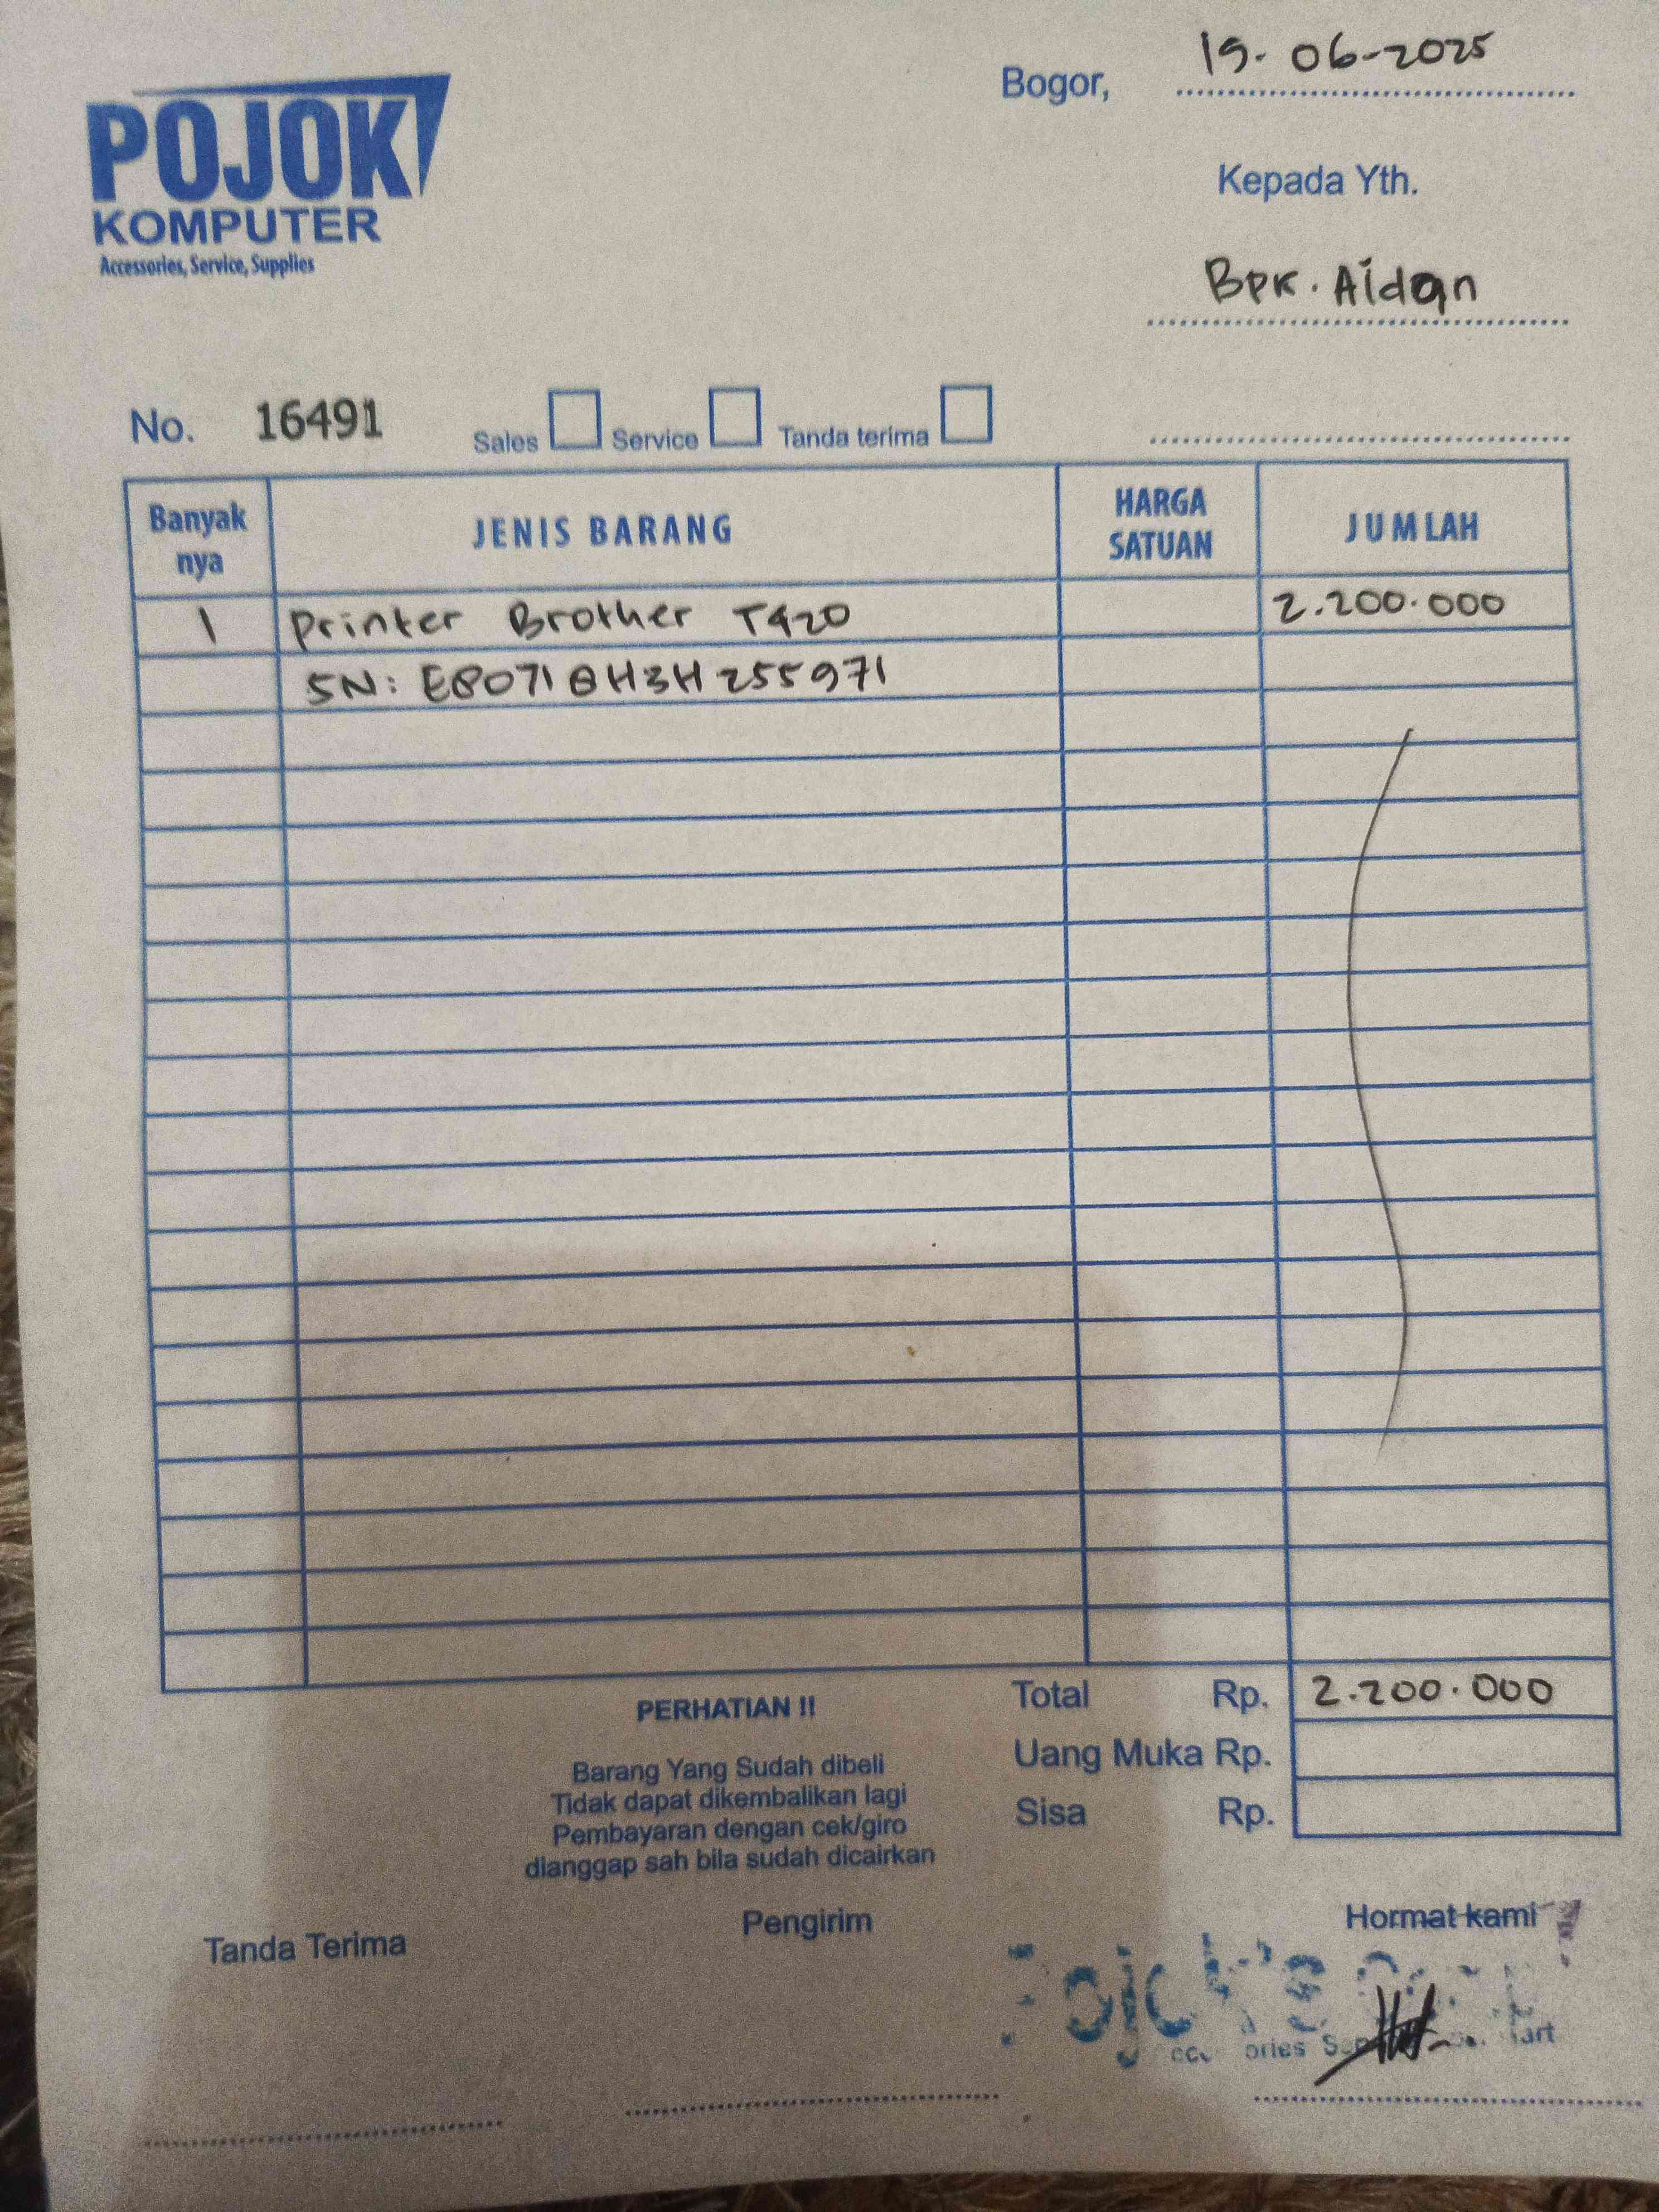 Bogor, 19-06-2025
POJOK
KOMPUTER
Accessories, Service, Supplies
Kepada Yth.
Bpk. Aidan
No. 16491 Sales Service Tanda terima
Banyak nya JENIS BARANG HARGA SATUAN JUMLAH
1 Printer Brother T420 2.200.000
SN: E80718H3H255971
Total Rp. 2.200.000
Uang Muka Rp.
Sisa Rp.
PERHATIAN !!
Barang Yang Sudah dibeli
Tidak dapat dikembalikan lagi
Pembayaran dengan cek/giro
dianggap sah bila sudah dicairkan
Tanda Terima Pengirim Hormat kami